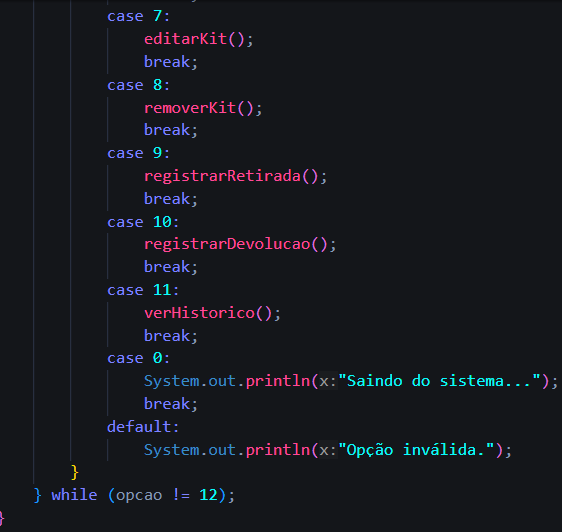 case 7:
editarKit();
break;
case 8:
removerKit();
break;
case 9:
registrarRetirada();
break;
case 10:
registrarDevolucao();
break;
case 11:
verHistorico();
break;
case 0:
System.out.println(x:"Saindo do sistema...");
break;
default:
System.out.println(x:"Opção inválida.");
}
} while (opcao != 12);
}